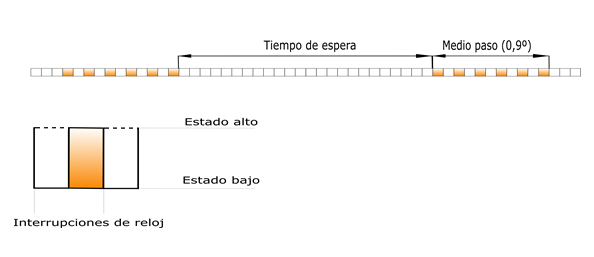 Tiempo de espera
Medio paso (0,9º)
Estado alto
Estado bajo
Interrupciones de reloj